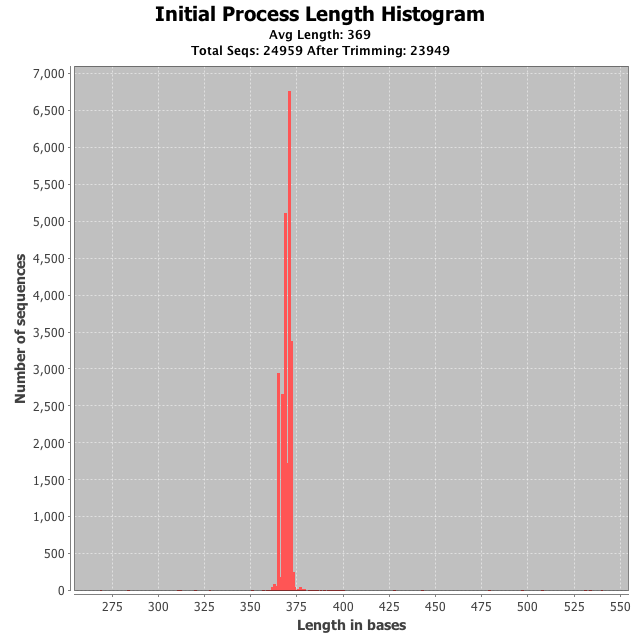 Initial Process Length Histogram
Avg Length: 369
Total Seqs: 24959 After Trimming: 23949
7,000
6,500
6,000
5,500
5,000
4,500
4,000
3,500
3,000
2,500
2,000
1,500
1,000
500
0
Number of sequences
275 300 325 350 375 400 425 450 475 500 525 550
Length in bases